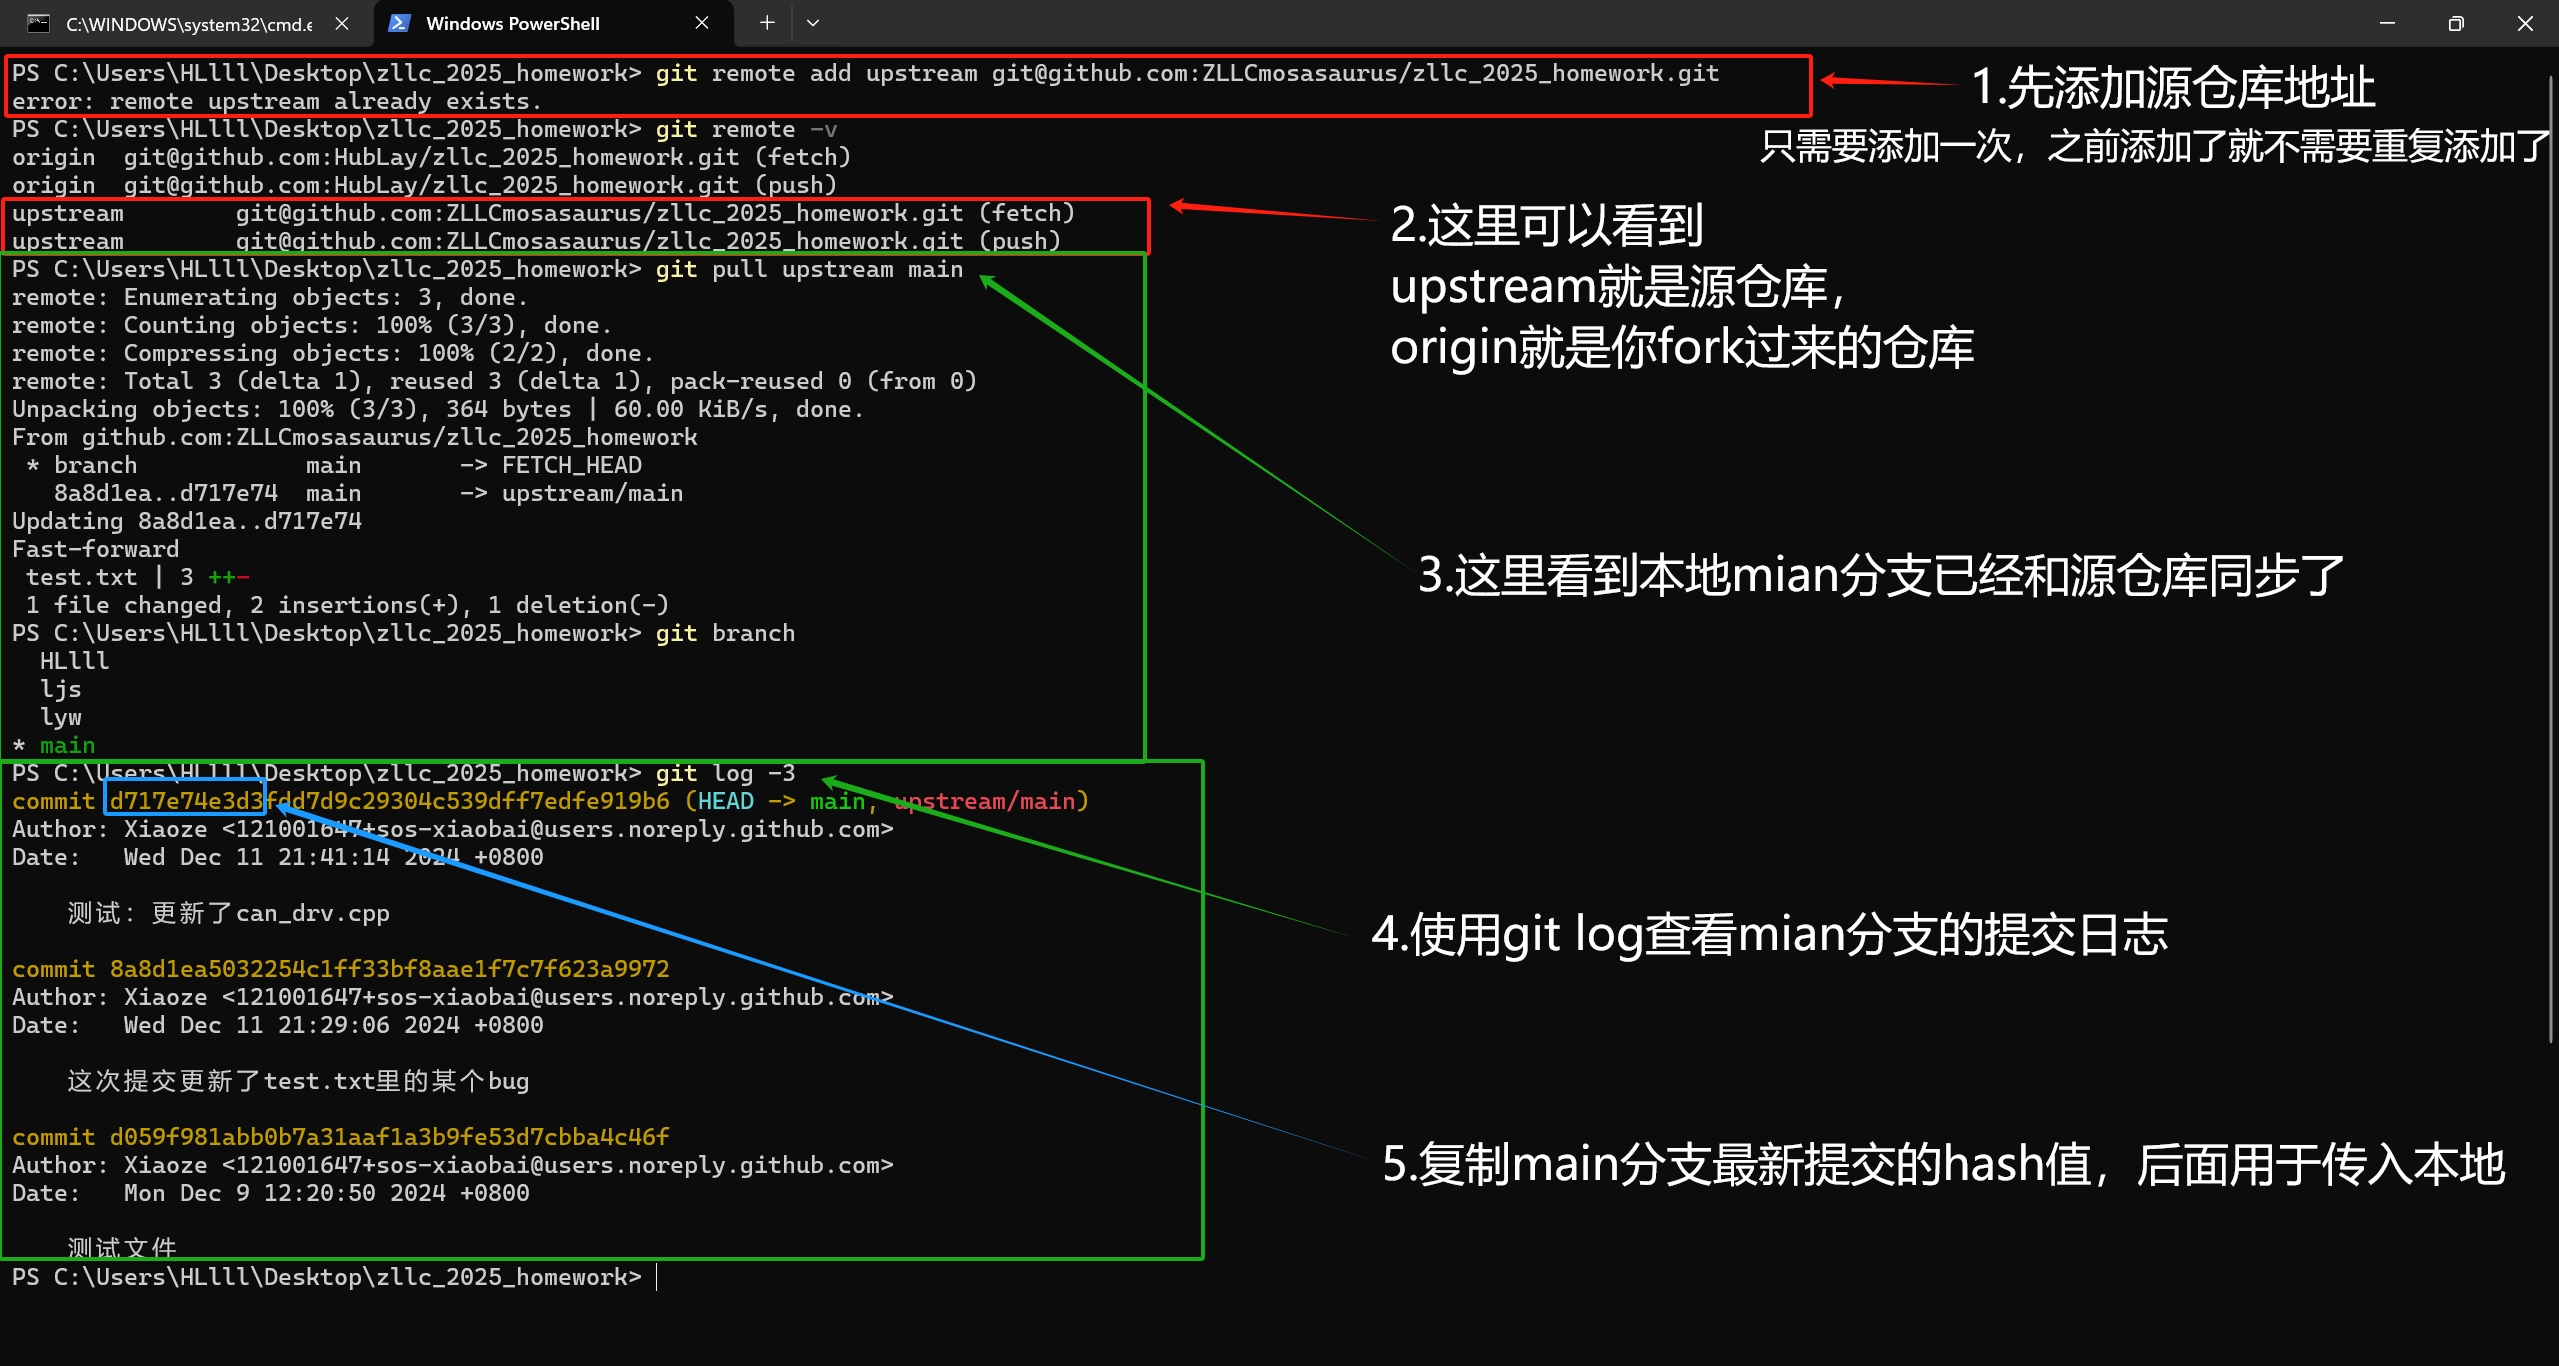 C:\WINDOWS\system32\cmd.e
Windows PowerShell
PS C:\Users\HLlll\Desktop\zllc_2025_homework> git remote add upstream git@github.com:ZLLCmosasaurus/zllc_2025_homework.git
error: remote upstream already exists.
1.先添加源仓库地址
只需要添加一次，之前添加了就不需要重复添加了
PS C:\Users\HLlll\Desktop\zllc_2025_homework> git remote -v
origin  git@github.com:HubLay/zllc_2025_homework.git (fetch)
origin  git@github.com:HubLay/zllc_2025_homework.git (push)
upstream        git@github.com:ZLLCmosasaurus/zllc_2025_homework.git (fetch)
upstream        git@github.com:ZLLCmosasaurus/zllc_2025_homework.git (push)
2.这里可以看到
upstream就是源仓库，
origin就是你fork过来的仓库
PS C:\Users\HLlll\Desktop\zllc_2025_homework> git pull upstream main
remote: Enumerating objects: 3, done.
remote: Counting objects: 100% (3/3), done.
remote: Compressing objects: 100% (2/2), done.
remote: Total 3 (delta 1), reused 3 (delta 1), pack-reused 0 (from 0)
Unpacking objects: 100% (3/3), 364 bytes | 60.00 KiB/s, done.
From github.com:ZLLCmosasaurus/zllc_2025_homework
 * branch            main       -> FETCH_HEAD
   8a8d1ea..d717e74  main       -> upstream/main
Updating 8a8d1ea..d717e74
Fast-forward
 test.txt | 3 ++-
 1 file changed, 2 insertions(+), 1 deletion(-)
3.这里看到本地mian分支已经和源仓库同步了
PS C:\Users\HLlll\Desktop\zllc_2025_homework> git branch
  HLlll
  ljs
  lyw
* main
PS C:\Users\HLlll\Desktop\zllc_2025_homework> git log -3
commit d717e74e3d3fdd7d9c29304c539dff7edfe919b6 (HEAD -> main, upstream/main)
Author: Xiaoze <121001647+sos-xiaobai@users.noreply.github.com>
Date:   Wed Dec 11 21:41:14 2024 +0800
    测试：更新了can_drv.cpp
4.使用git log查看mian分支的提交日志
commit 8a8d1ea5032254c1ff33bf8aae1f7c7f623a9972
Author: Xiaoze <121001647+sos-xiaobai@users.noreply.github.com>
Date:   Wed Dec 11 21:29:06 2024 +0800
    这次提交更新了test.txt里的某个bug
commit d059f981abb0b7a31aaf1a3b9fe53d7cbba4c46f
Author: Xiaoze <121001647+sos-xiaobai@users.noreply.github.com>
Date:   Mon Dec 9 12:20:50 2024 +0800
    测试文件
5.复制main分支最新提交的hash值，后面用于传入本地
PS C:\Users\HLlll\Desktop\zllc_2025_homework>